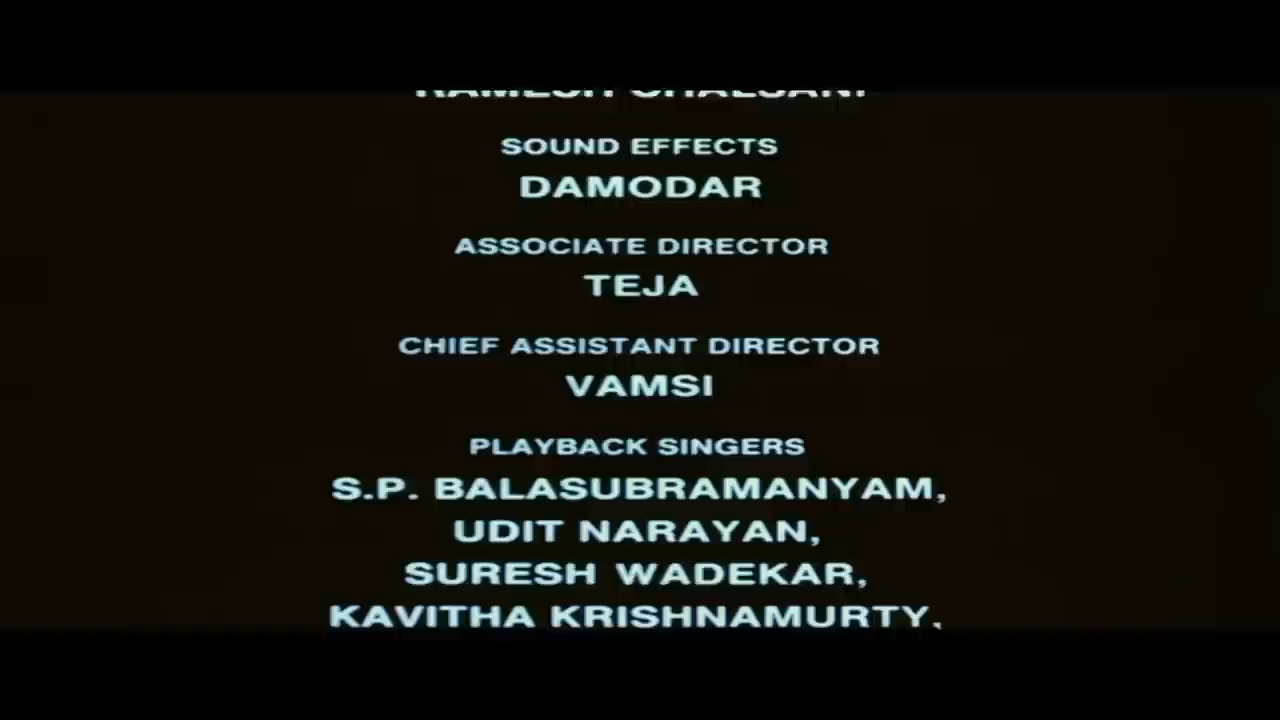 SOUND EFFECTS
DAMODAR
ASSOCIATE DIRECTOR
TEJA
CHIEF ASSISTANT DIRECTOR
VAMSI
PLAYBACK SINGERS
S.P. BALASUBRAMANYAM,
UDIT NARAYAN,
SURESH WADEKAR,
KAVITHA KRISHNAMURTY,